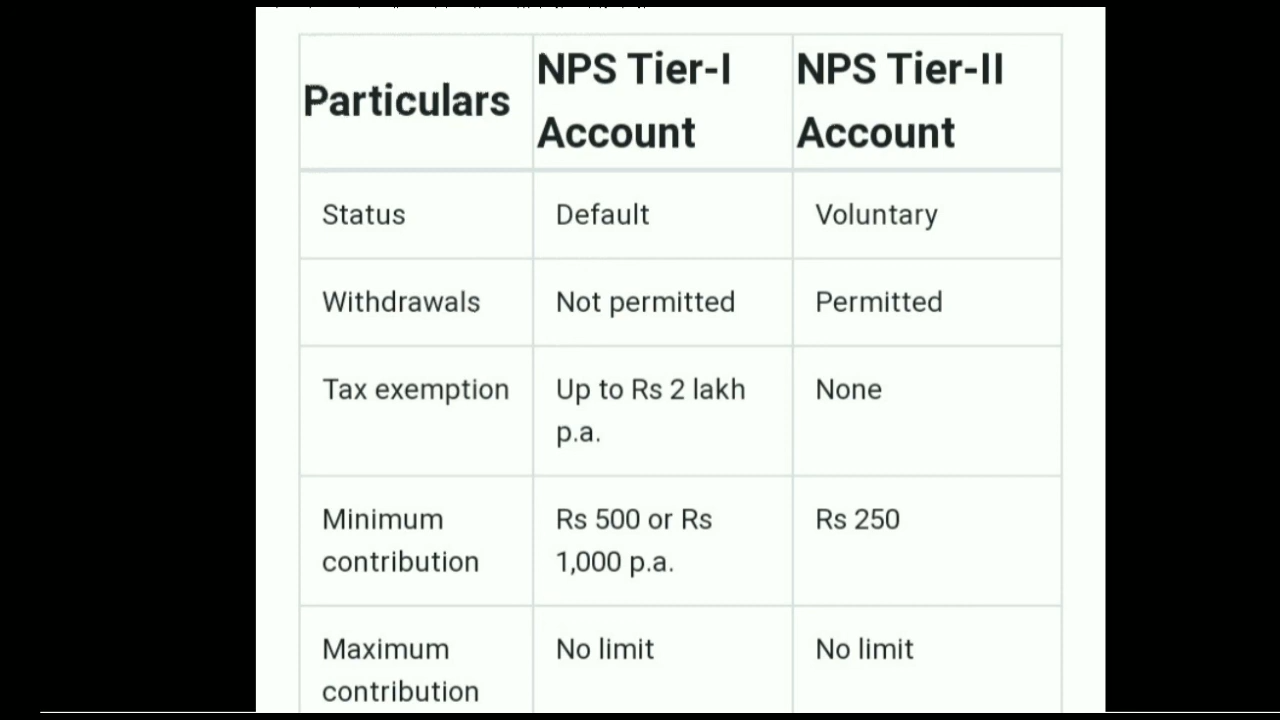 Particulars NPS Tier-I Account NPS Tier-II Account
Status Default Voluntary
Withdrawals Not permitted Permitted
Tax exemption Up to Rs 2 lakh p.a. None
Minimum contribution Rs 500 or Rs 1,000 p.a. Rs 250
Maximum contribution No limit No limit